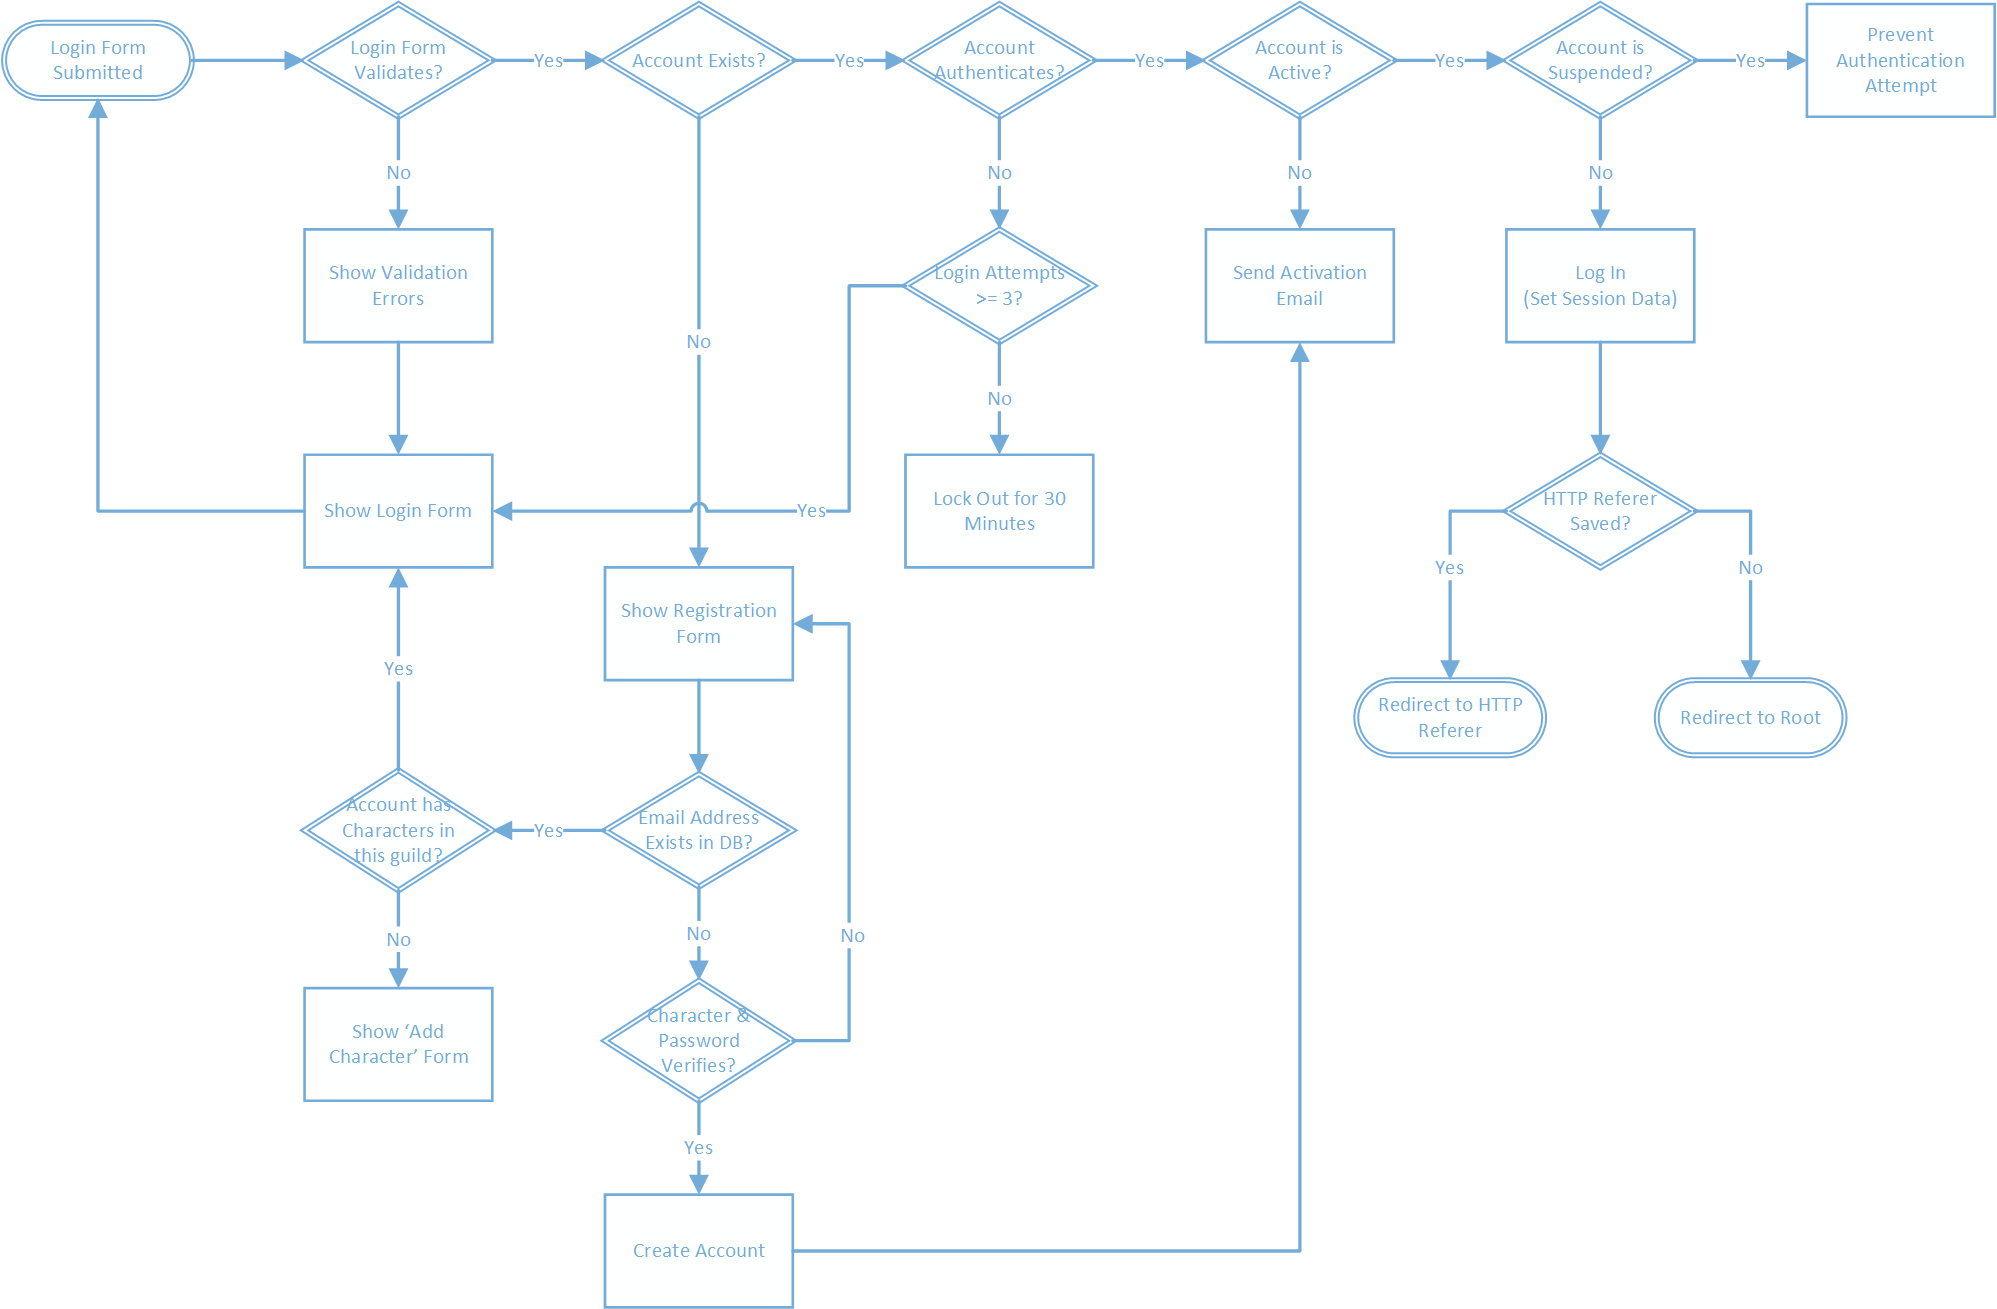 Login Form
Submitted
Login Form
Validates?
Yes
Account Exists?
Yes
Account
Authenticates?
Yes
Account is
Active?
Yes
Account is
Suspended?
Yes
Prevent
Authentication
Attempt
No
No
No
No
Show Validation
Errors
Login Attempts
>= 3?
Send Activation
Email
Log In
(Set Session Data)
No
No
Show Login Form
Yes
Lock Out for 30
Minutes
HTTP Referer
Saved?
Yes
No
Show Registration
Form
Yes
Redirect to HTTP
Referer
Redirect to Root
Account has
Characters in
this guild?
Yes
Email Address
Exists in DB?
No
No
No
Show ‘Add
Character’ Form
Character &
Password
Verifies?
Yes
Create Account